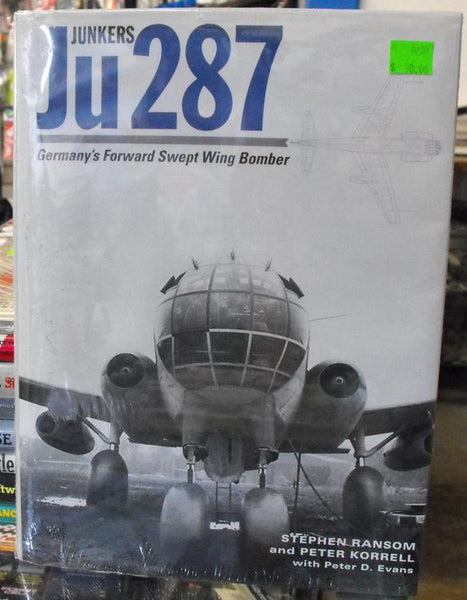 JUNKERS
Ju 287
Germany's Forward Swept Wing Bomber
STEPHEN RANSOM
and PETER KORRELL
with Peter D. Evans